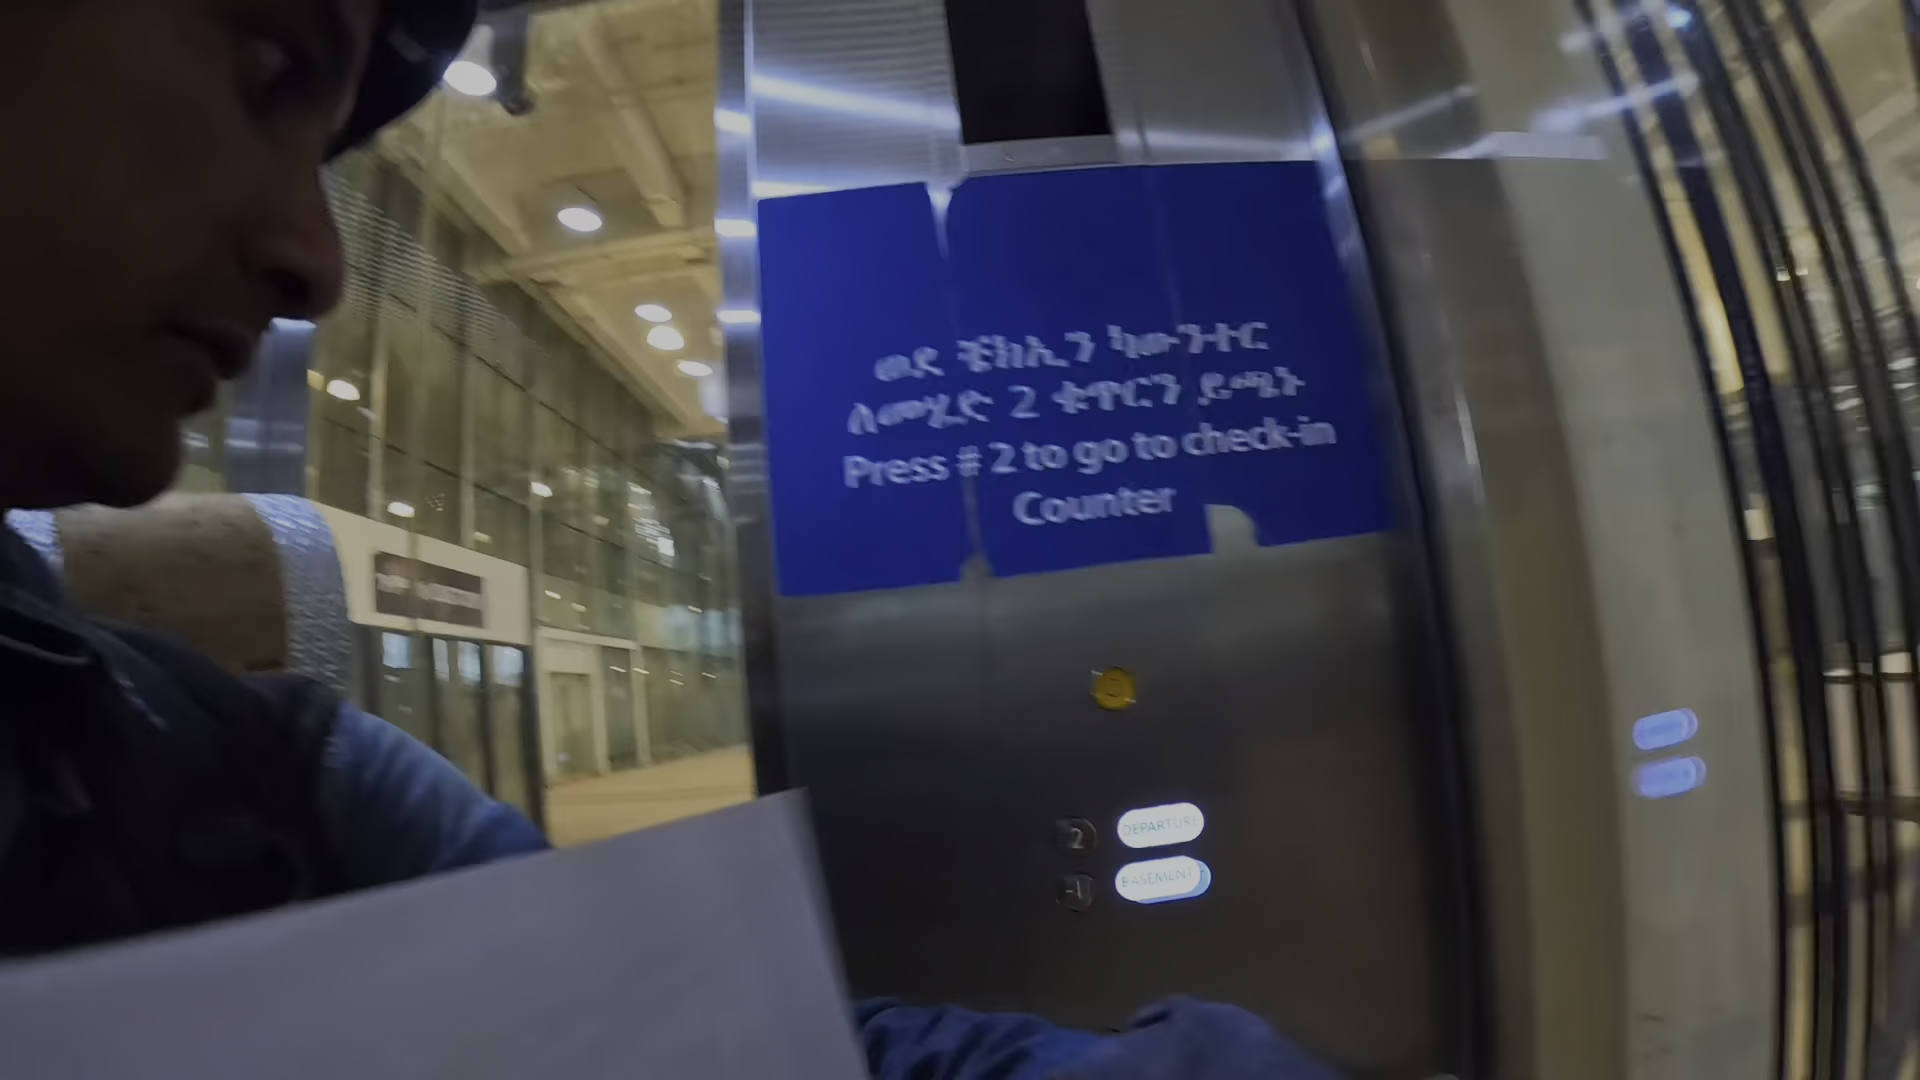 ወደ ቼክኢን ካውንተር
ለመሄድ 2 ቁጥርን ይጫኑ
Press # 2 to go to check-in
Counter
2 DEPARTURE
-1 BASEMENT